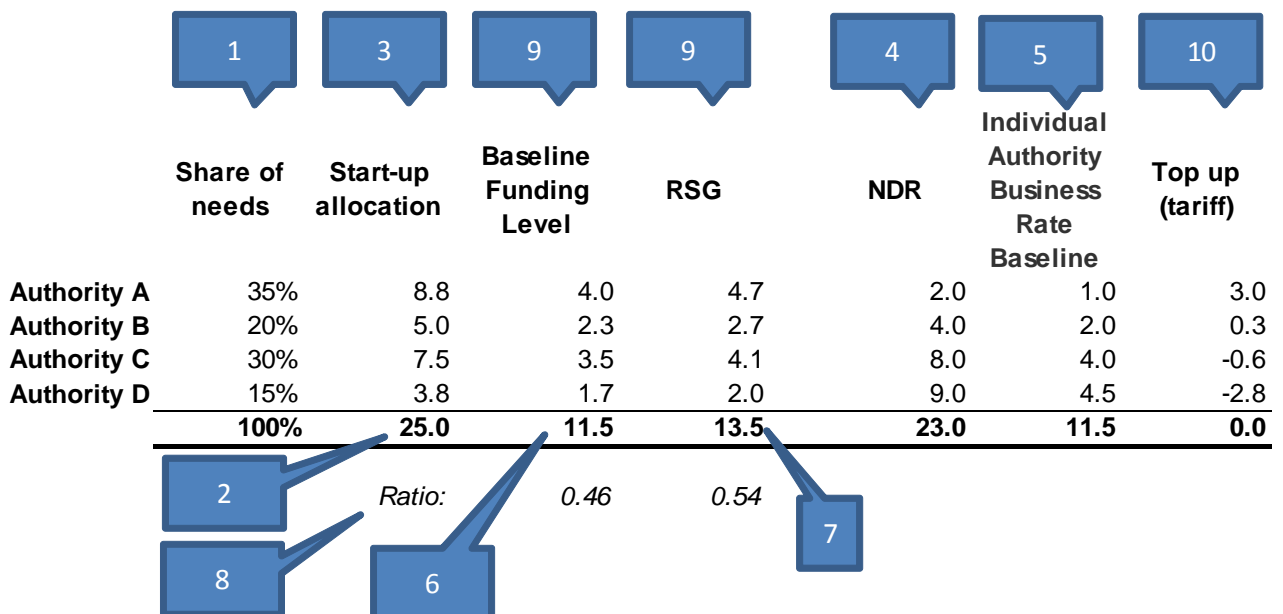 1 3 9 9 4 5 10
Share of needs
Start-up allocation
Baseline Funding Level
RSG
NDR
Individual Authority Business Rate Baseline
Top up (tariff)
Authority A 35% 8.8 4.0 4.7 2.0 1.0 3.0
Authority B 20% 5.0 2.3 2.7 4.0 2.0 0.3
Authority C 30% 7.5 3.5 4.1 8.0 4.0 -0.6
Authority D 15% 3.8 1.7 2.0 9.0 4.5 -2.8
100% 25.0 11.5 13.5 23.0 11.5 0.0
2 Ratio: 0.46 0.54
7
8 6